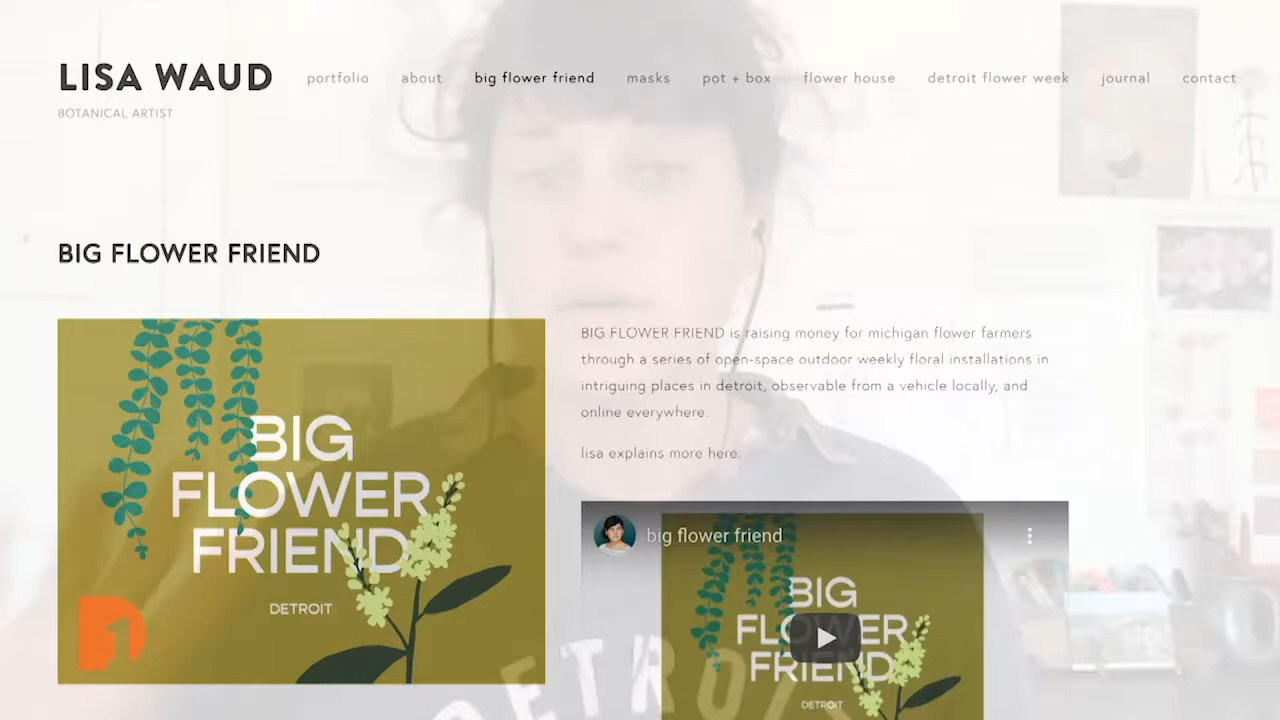 LISA WAUD
BOTANICAL ARTIST
portfolio
about
big flower friend
masks
pot + box
flower house
detroit flower week
journal
contact
BIG FLOWER FRIEND
BIG
FLOWER
FRIEND
DETROIT
D1
BIG FLOWER FRIEND is raising money for michigan flower farmers
through a series of open-space outdoor weekly floral installations in
intriguing places in detroit, observable from a vehicle locally, and
online everywhere.
lisa explains more here:
big flower friend
BIG
FLOWER
FRIEND
DETROIT
DETROIT